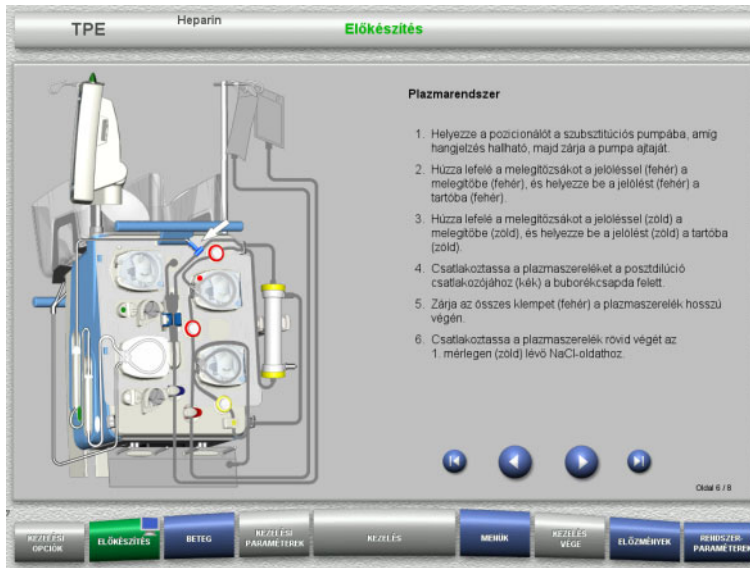 TPE
Heparin
Előkészítés
Plazmarendszer
1. Helyezze a pozicionálót a szubsztitúciós pumpába, amíg
hangjelzés hallható, majd zárja a pumpa ajtaját.
2. Húzza lefelé a melegítőzsákot a jelöléssel (fehér) a
melegítőbe (fehér), és helyezze be a jelölést (fehér) a
tartóba (fehér).
3. Húzza lefelé a melegítőzsákot a jelöléssel (zöld) a
melegítőbe (zöld), és helyezze be a jelölést (zöld) a tartóba
(zöld).
4. Csatlakoztassa a plazmaszereléket a posztdilúció
csatlakozójához (kék) a buborékcsapda felett.
5. Zárja az összes klempet (fehér) a plazmaszerelék hosszú
végén.
6. Csatlakoztassa a plazmaszerelék rövid végét az
1. mérlegen (zöld) lévő NaCl-oldathoz.
Oldal 6 / 8
KEZELÉSI
OPCIÓK
ELŐKÉSZÍTÉS
BETEG
KEZELÉSI
PARAMÉTEREK
KEZELÉS
MENÜK
KEZELÉS
VÉGE
ELŐZMÉNYEK
RENDSZER-
PARAMÉTEREK